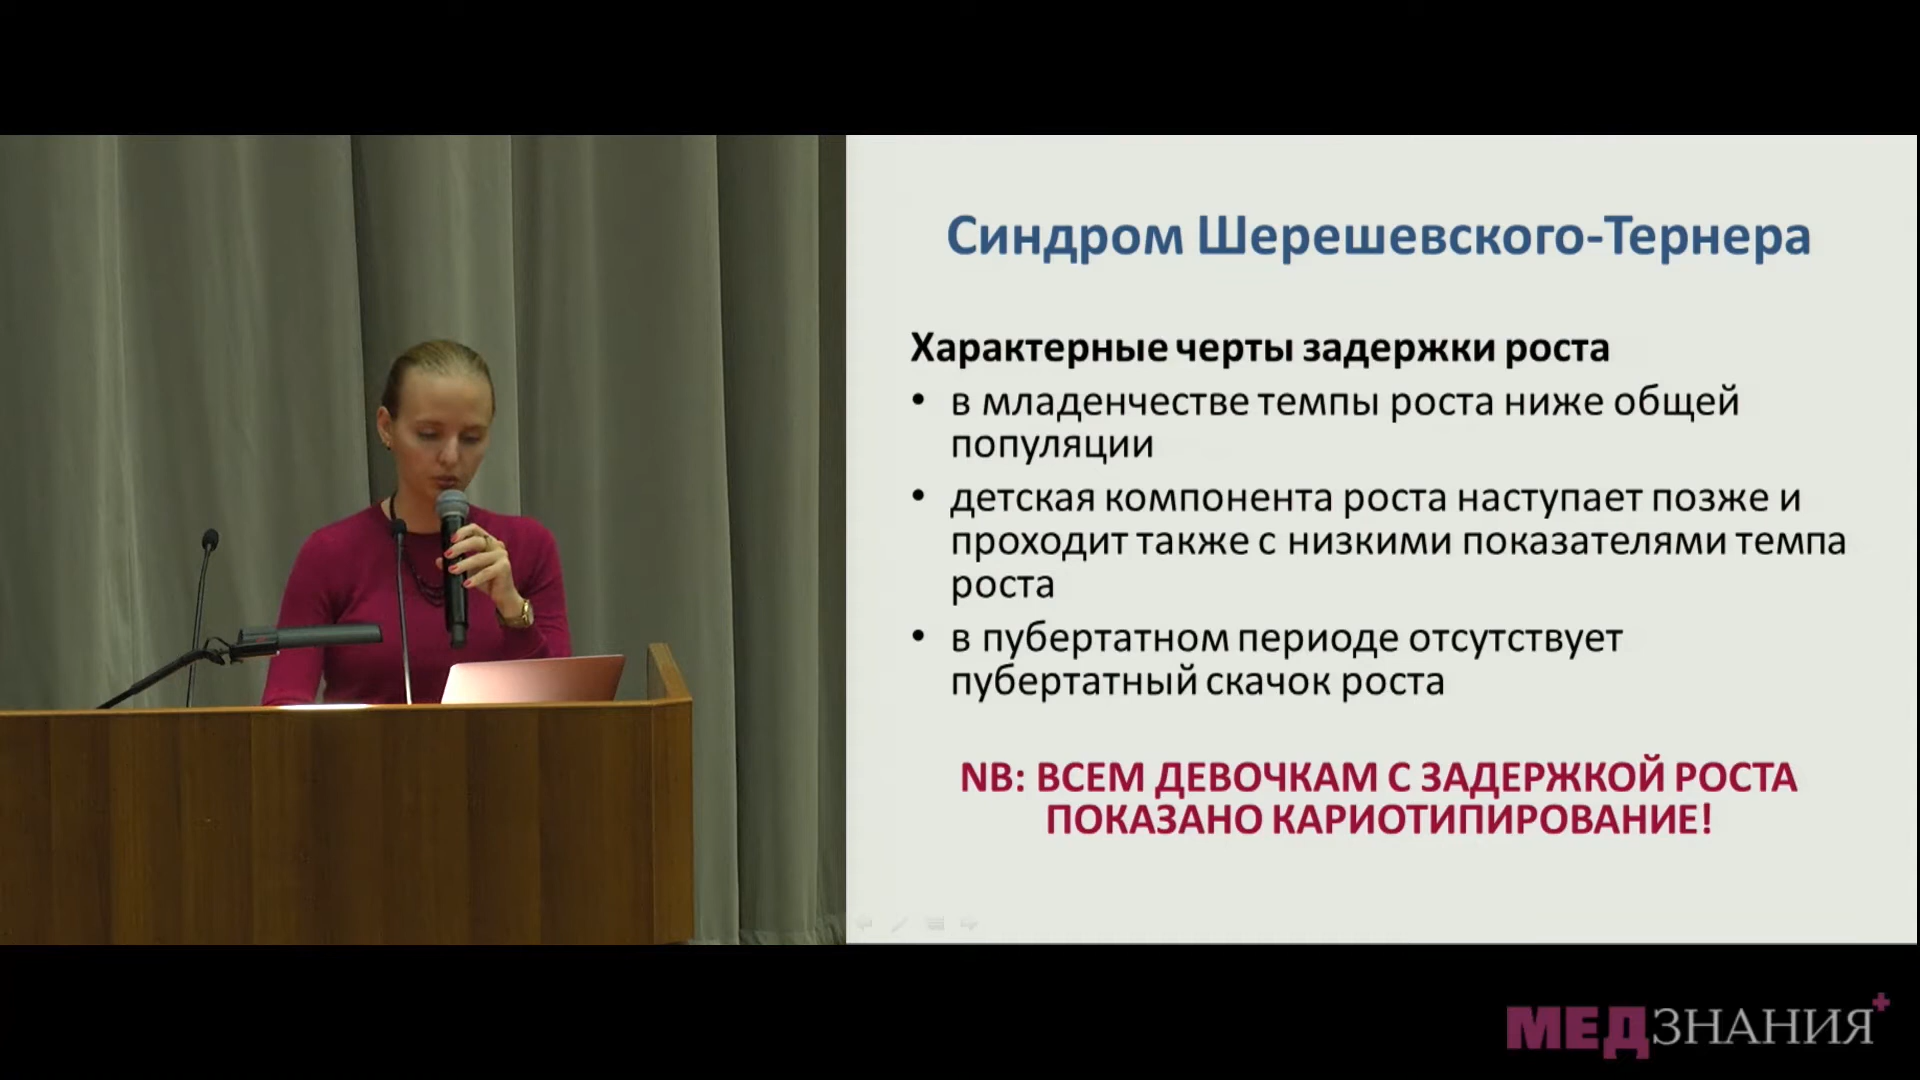 Синдром Шерешевского-Тернера
Характерные черты задержки роста
• в младенчестве темпы роста ниже общей
популяции
• детская компонента роста наступает позже и
проходит также с низкими показателями темпа
роста
• в пубертатном периоде отсутствует
пубертатный скачок роста
NB: ВСЕМ ДЕВОЧКАМ С ЗАДЕРЖКОЙ РОСТА
ПОКАЗАНО КАРИОТИПИРОВАНИЕ!
МЕДЗНАНИЯ+